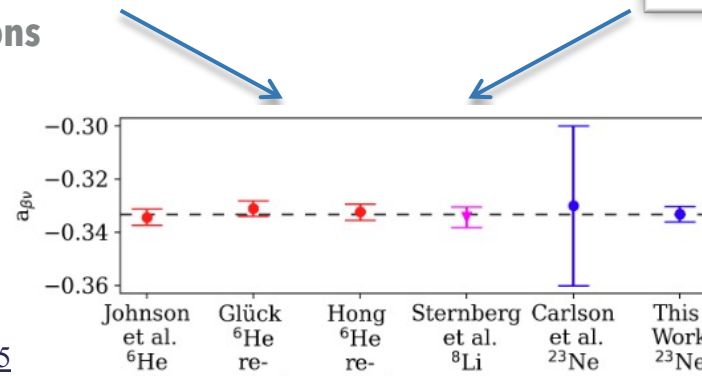 ons
−0.30
−0.32
−0.34
−0.36
aβν
Johnson et al. ⁶He
Glück ⁶He re-
Hong ⁶He re-
Sternberg et al. ⁸Li
Carlson et al. ²³Ne
This Work ²³Ne
5